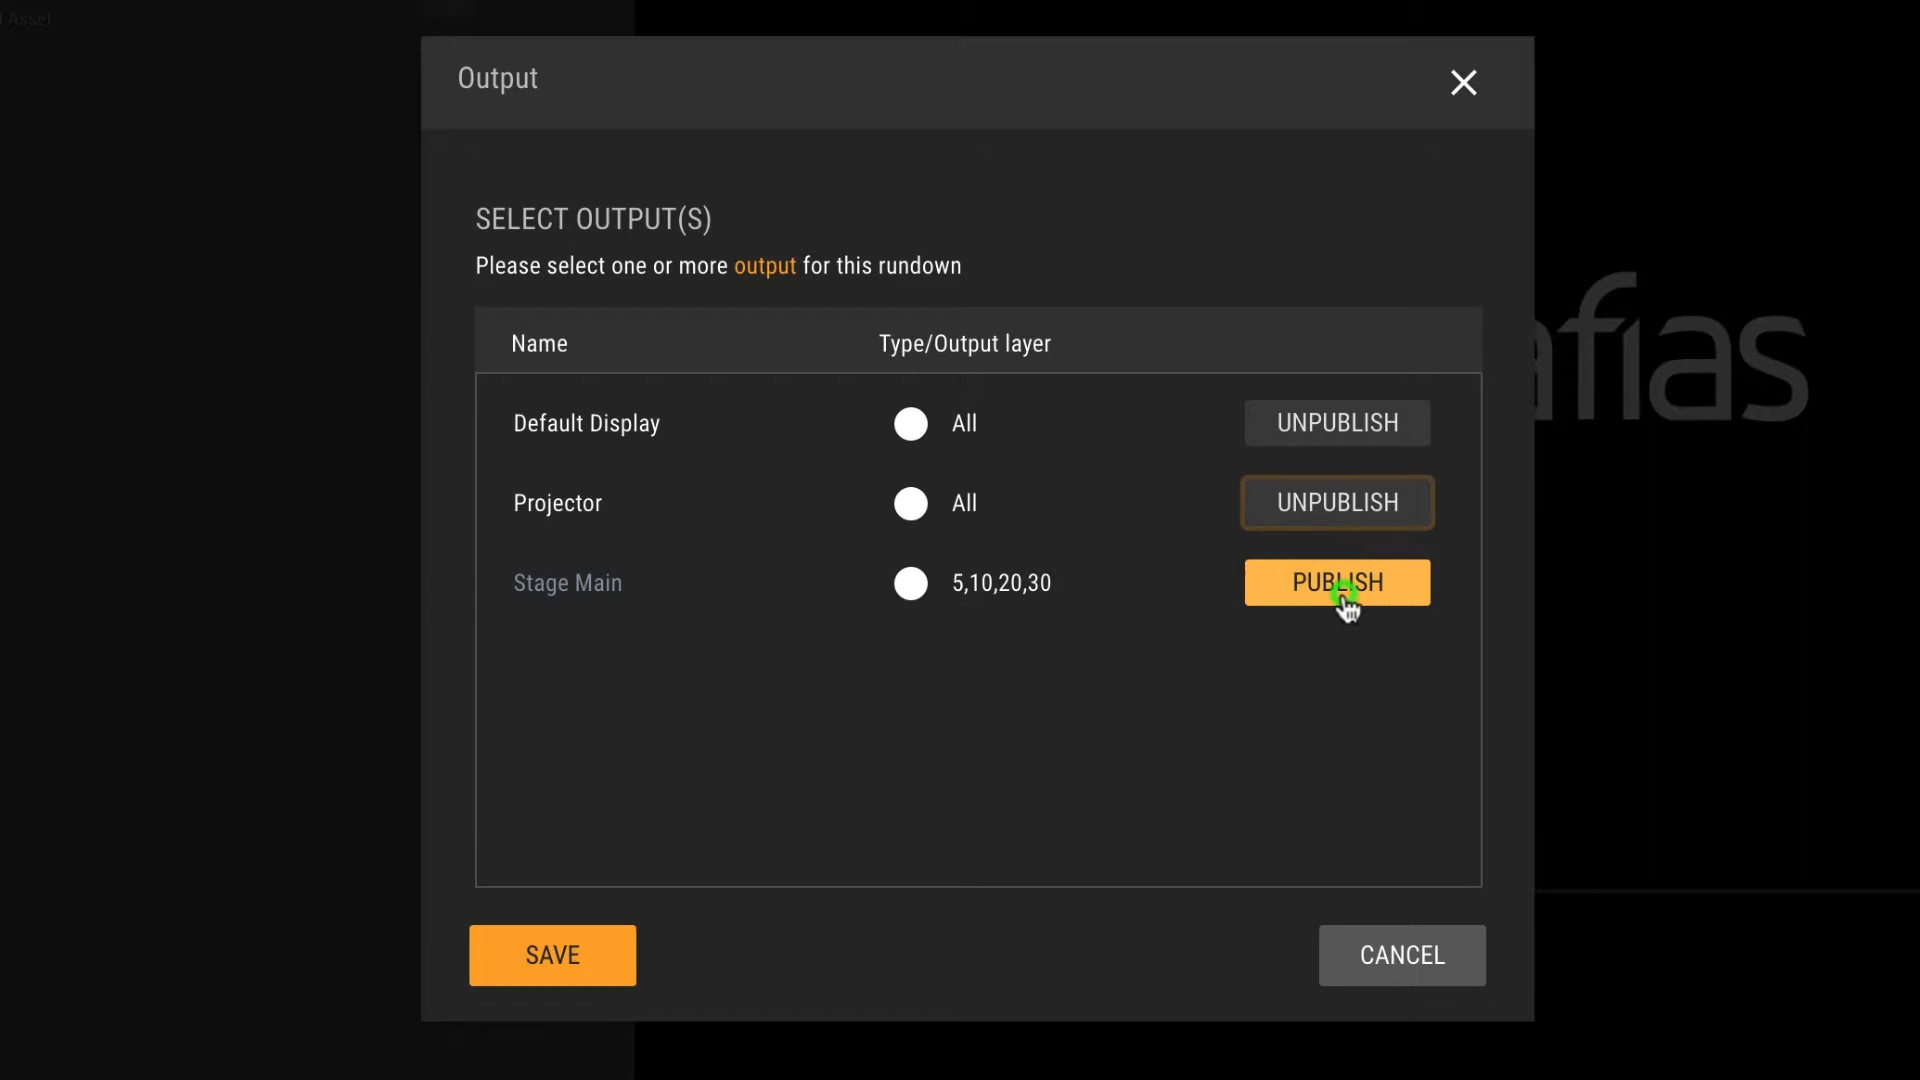 Asset
Output
SELECT OUTPUT(S)
Please select one or more output for this rundown
Name Type/Output layer
Default Display All UNPUBLISH
Projector All UNPUBLISH
Stage Main 5,10,20,30 PUBLISH
SAVE CANCEL